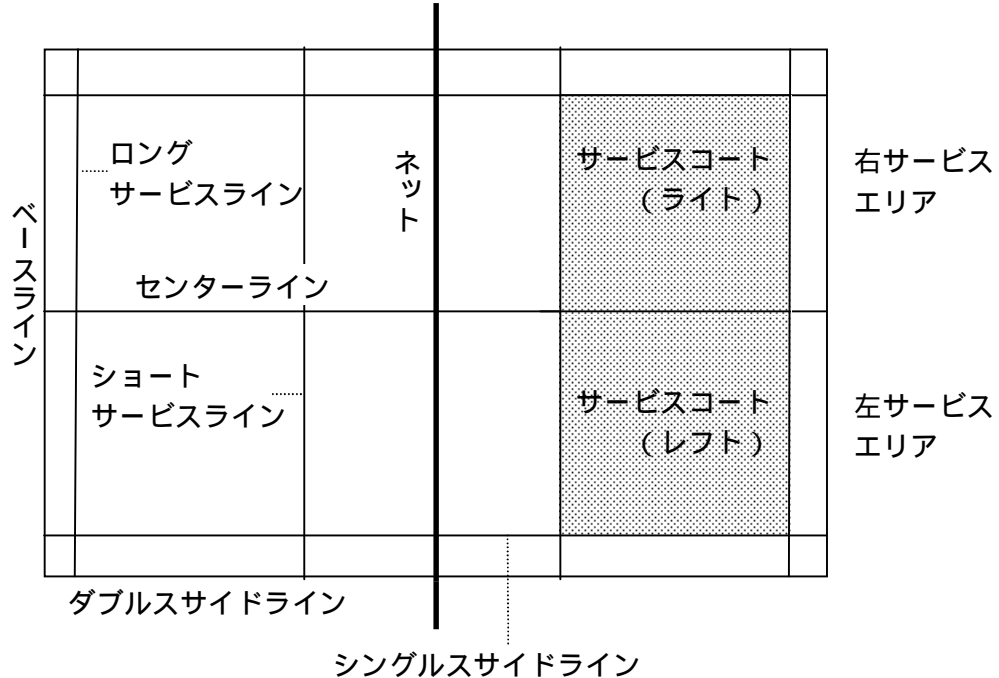 ロング
サービスライン
ネット
サービスコート
(ライト)
右サービス
エリア
ベースライン
センターライン
ショート
サービスライン
サービスコート
(レフト)
左サービス
エリア
ダブルスサイドライン
シングルスサイドライン